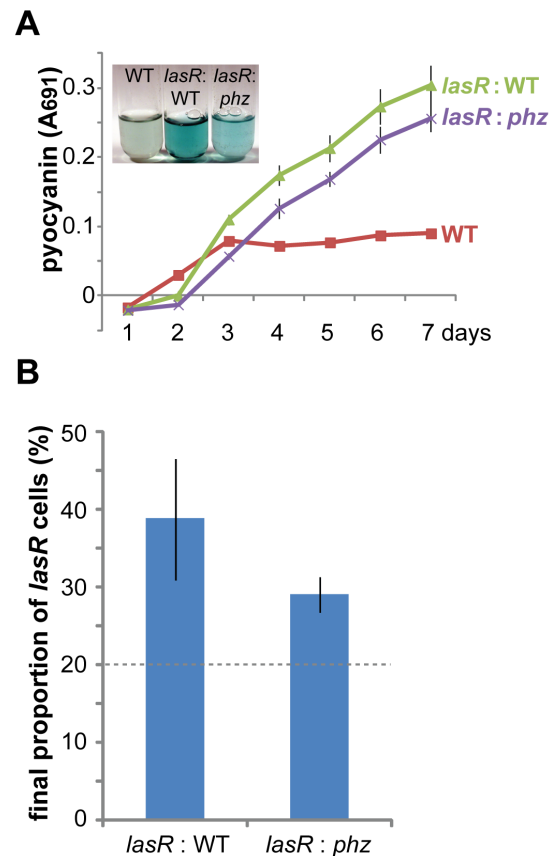 A
pyocyanin (A691)
0.3
0.2
0.1
0
WT lasR: lasR:
WT phz
lasR: WT
lasR: phz
WT
1 2 3 4 5 6 7 days
B
final proportion of lasR cells (%)
50
40
30
20
10
0
lasR : WT lasR : phz